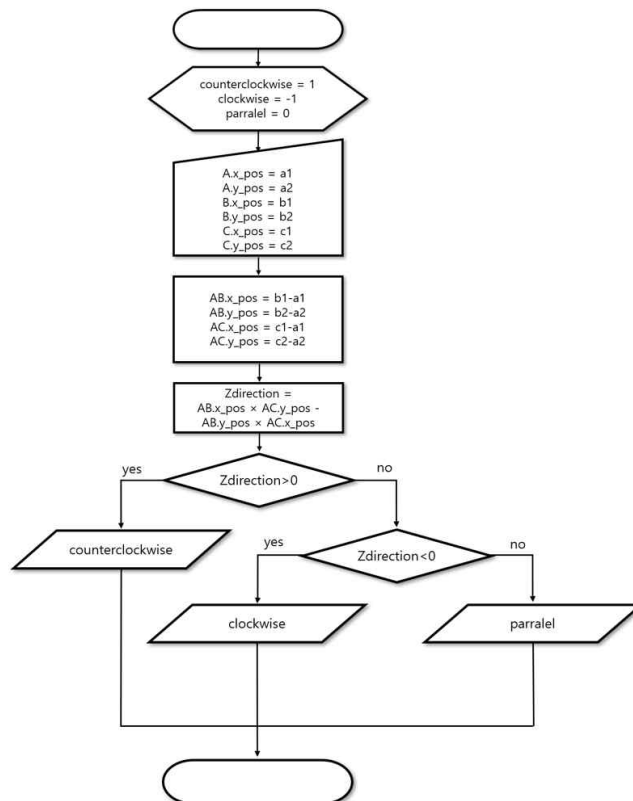 counterclockwise = 1
clockwise = -1
parralel = 0
A.x_pos = a1
A.y_pos = a2
B.x_pos = b1
B.y_pos = b2
C.x_pos = c1
C.y_pos = c2
AB.x_pos = b1-a1
AB.y_pos = b2-a2
AC.x_pos = c1-a1
AC.y_pos = c2-a2
Zdirection =
AB.x_pos × AC.y_pos -
AB.y_pos × AC.x_pos
yes
Zdirection>0
no
counterclockwise
yes
Zdirection<0
no
clockwise
parralel